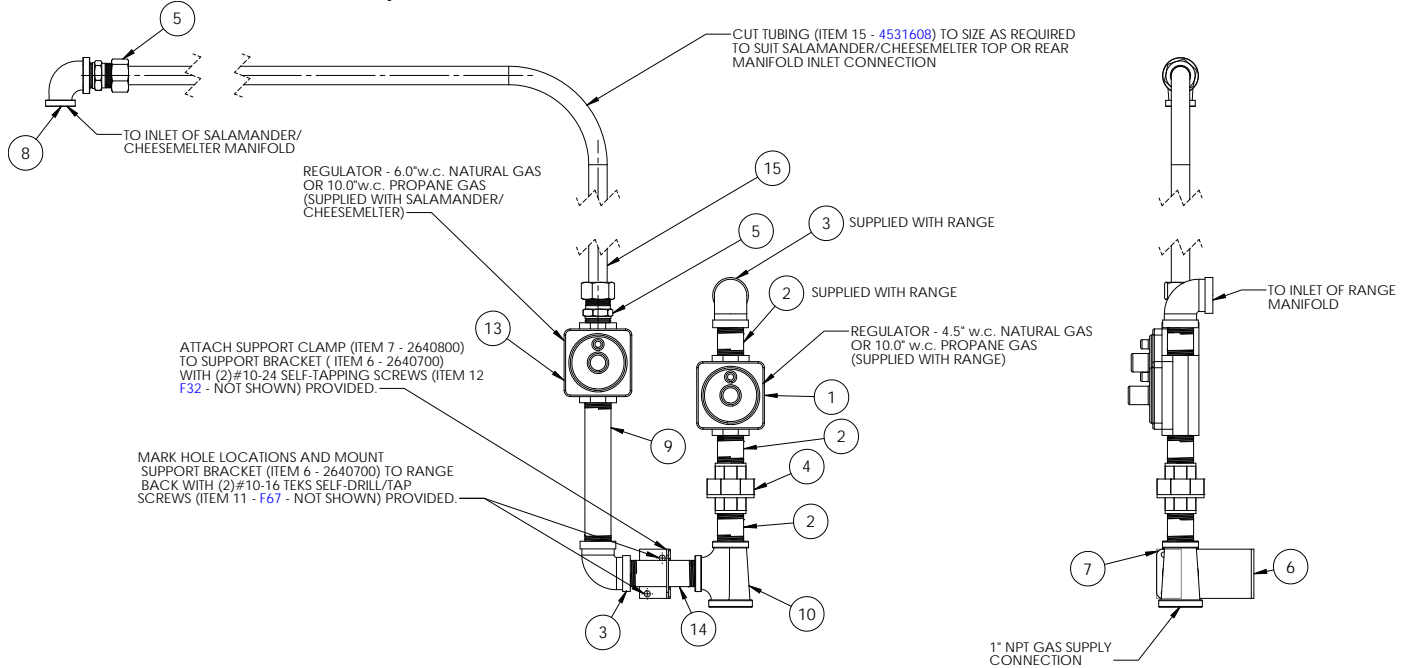 5
CUT TUBING (ITEM 15 - 4531608) TO SIZE AS REQUIRED
TO SUIT SALAMANDER/CHEESEMELTER TOP OR REAR
MANIFOLD INLET CONNECTION
8
TO INLET OF SALAMANDER/
CHEESEMELTER MANIFOLD
REGULATOR - 6.0"w.c. NATURAL GAS
OR 10.0"w.c. PROPANE GAS
(SUPPLIED WITH SALAMANDER/
CHEESEMELTER)
15
5
3
SUPPLIED WITH RANGE
2
SUPPLIED WITH RANGE
TO INLET OF RANGE
MANIFOLD
13
REGULATOR - 4.5" w.c. NATURAL GAS
OR 10.0" w.c. PROPANE GAS
(SUPPLIED WITH RANGE)
ATTACH SUPPORT CLAMP (ITEM 7 - 2640800)
TO SUPPORT BRACKET ( ITEM 6 - 2640700)
WITH (2)#10-24 SELF-TAPPING SCREWS (ITEM 12
F32 - NOT SHOWN) PROVIDED.
1
9
2
4
MARK HOLE LOCATIONS AND MOUNT
SUPPORT BRACKET (ITEM 6 - 2640700) TO RANGE
BACK WITH (2)#10-16 TEKS SELF-DRILL/TAP
SCREWS (ITEM 11 - F67 - NOT SHOWN) PROVIDED.
2
7
6
3
14
10
1" NPT GAS SUPPLY
CONNECTION